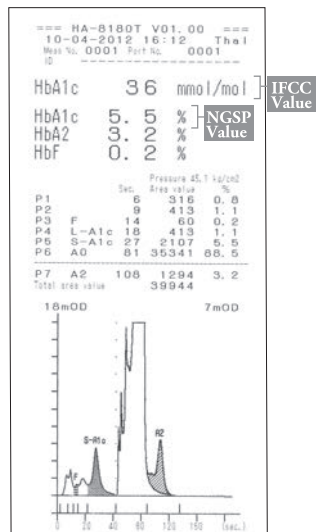 === HA-8180T V01.00 ===
10-04-2012 16:12 Thal
Meas No. 0001 Port No. 0001
ID --------------------
HbA1c 36 mmol/mol
IFCC
Value
HbA1c 5.5 %
HbA2 3.2 %
HbF 0.2 %
NGSP
Value
Pressure 45,1 kg/cm2
Sec. Area value %
P1 6 316 0.8
P2 9 413 1.1
P3 F 14 60 0.2
P4 L-A1c 18 413 1.1
P5 S-A1c 27 2107 5.5
P6 A0 81 35341 88.5
P7 A2 108 1294 3.2
Total area value 39944
18mOD 7mOD
S-A1c
F
A2
0 20 40 80 120 150 (sec.)